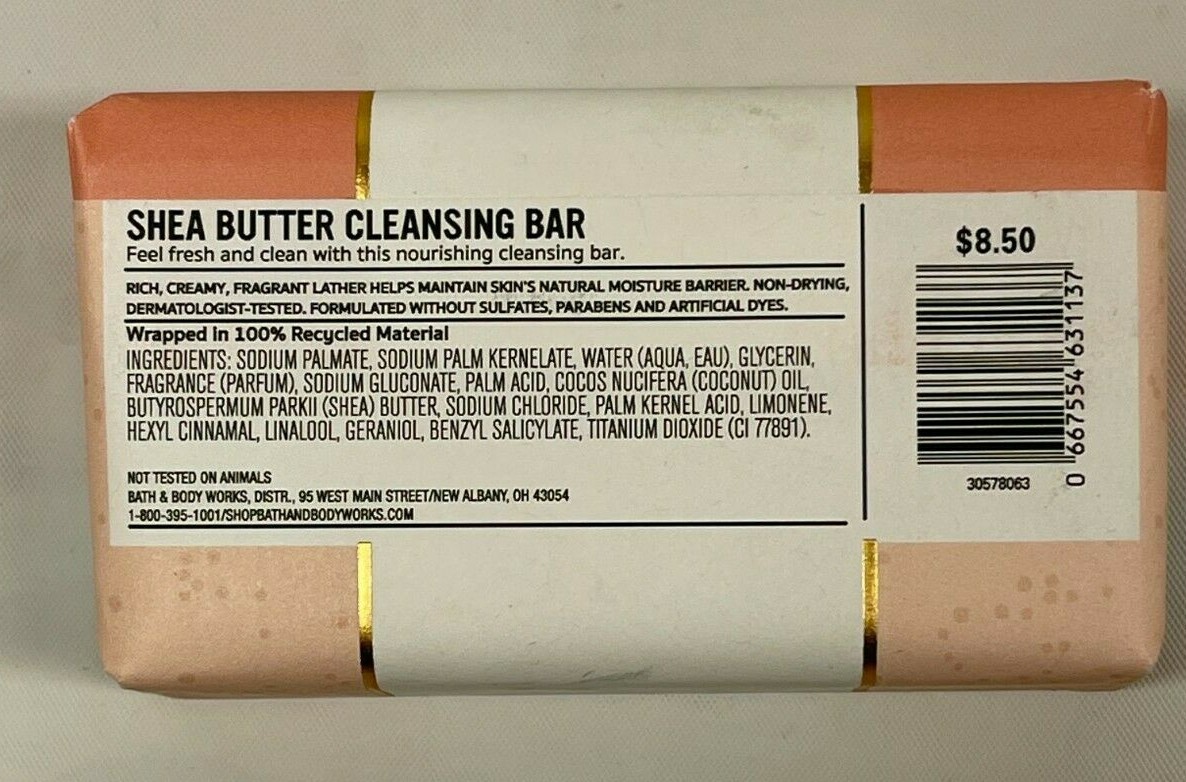 SHEA BUTTER CLEANSING BAR
Feel fresh and clean with this nourishing cleansing bar.
RICH, CREAMY, FRAGRANT LATHER HELPS MAINTAIN SKIN'S NATURAL MOISTURE BARRIER. NON-DRYING,
DERMATOLOGIST-TESTED. FORMULATED WITHOUT SULFATES, PARABENS AND ARTIFICIAL DYES.
Wrapped in 100% Recycled Material
INGREDIENTS: SODIUM PALMATE, SODIUM PALM KERNELATE, WATER (AQUA, EAU), GLYCERIN,
FRAGRANCE (PARFUM), SODIUM GLUCONATE, PALM ACID, COCOS NUCIFERA (COCONUT) OIL,
BUTYROSPERMUM PARKII (SHEA) BUTTER, SODIUM CHLORIDE, PALM KERNEL ACID, LIMONENE,
HEXYL CINNAMAL, LINALOOL, GERANIOL, BENZYL SALICYLATE, TITANIUM DIOXIDE (CI 77891).
NOT TESTED ON ANIMALS
BATH & BODY WORKS, DISTR., 95 WEST MAIN STREET/NEW ALBANY, OH 43054
1-800-395-1001/SHOPBATHANDBODYWORKS.COM
$8.50
0 667554 631137
30578063